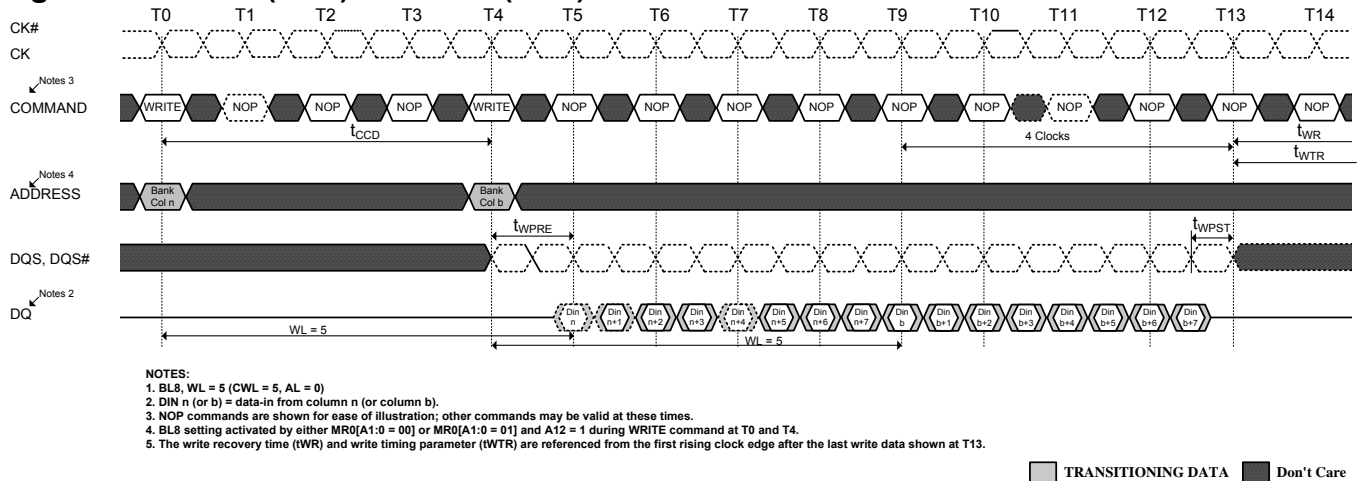 T0 T1 T2 T3 T4 T5 T6 T7 T8 T9 T10 T11 T12 T13 T14
CK#
CK
Notes 3
COMMAND
WRITE NOP NOP NOP WRITE NOP NOP NOP NOP NOP NOP NOP NOP NOP NOP
tCCD
4 Clocks
tWR
tWTR
Notes 4
ADDRESS
Bank
Col n
Bank
Col b
tWPRE
tWPST
DQS, DQS#
Notes 2
DQ
Din n Din n+1 Din n+2 Din n+3 Din n+4 Din n+5 Din n+6 Din n+7 Din b Din b+1 Din b+2 Din b+3 Din b+4 Din b+5 Din b+6 Din b+7
WL = 5
WL = 5
NOTES:
1. BL8, WL = 5 (CWL = 5, AL = 0)
2. DIN n (or b) = data-in from column n (or column b).
3. NOP commands are shown for ease of illustration; other commands may be valid at these times.
4. BL8 setting activated by either MR0[A1:0 = 00] or MR0[A1:0 = 01] and A12 = 1 during WRITE command at T0 and T4.
5. The write recovery time (tWR) and write timing parameter (tWTR) are referenced from the first rising clock edge after the last write data shown at T13.
TRANSITIONING DATA
Don't Care